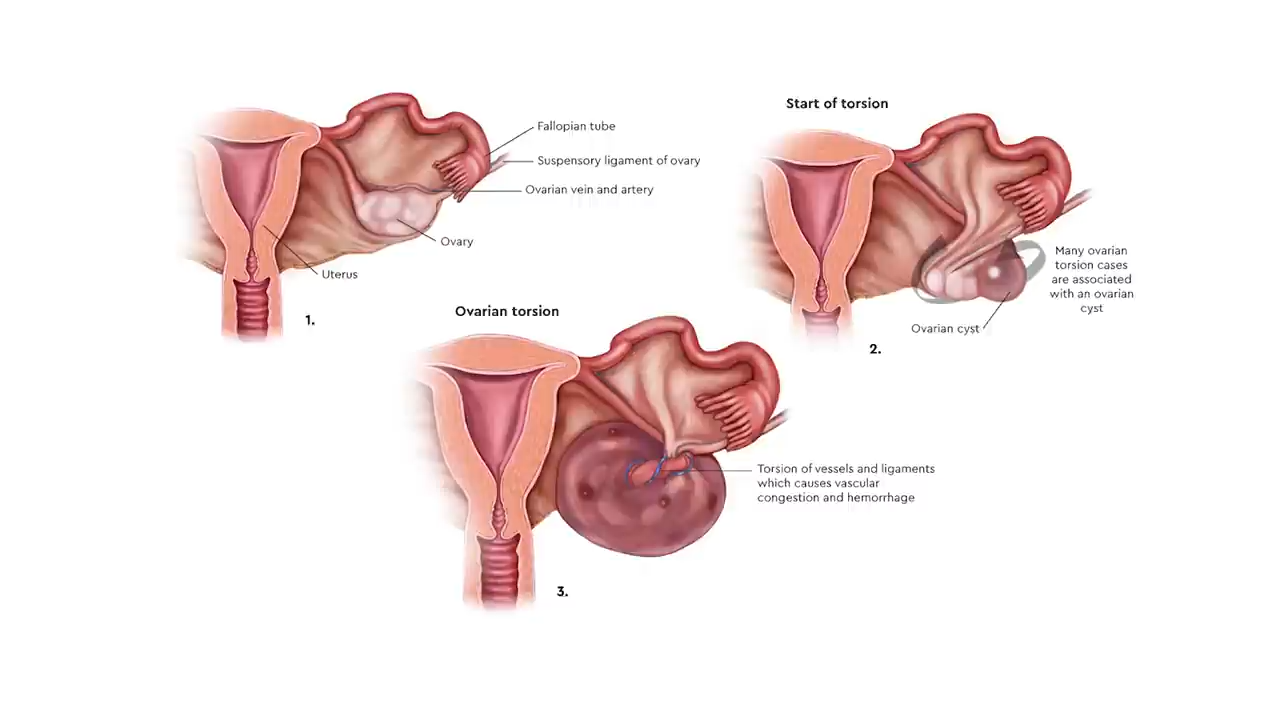 Fallopian tube
Suspensory ligament of ovary
Ovarian vein and artery
Ovary
Uterus
1.
Start of torsion
Many ovarian
torsion cases
are associated
with an ovarian
cyst
Ovarian cyst
2.
Ovarian torsion
Torsion of vessels and ligaments
which causes vascular
congestion and hemorrhage
3.